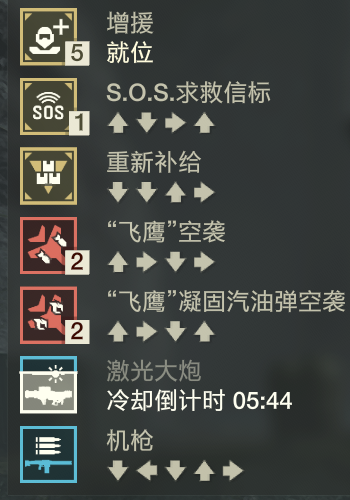 增援
5
就位
S.O.S.求救信标
SOS
1
↑ ↓ → ↑
重新补给
↓ ↓ ↑ →
“飞鹰”空袭
2
↑ → ↓ →
“飞鹰”凝固汽油弹空袭
2
↑ → ↓ ↑
激光大炮
冷却倒计时 05:44
机枪
↓ ← ↓ ↑ →